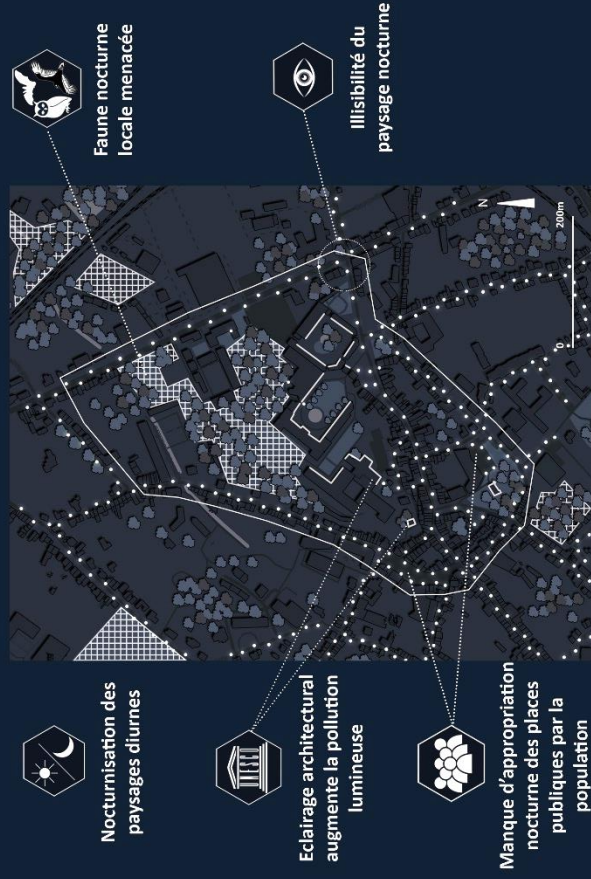 Faune nocturne
locale menacée
Illisibilité du
paysage nocturne
N
0
200m
Nocturnisation des
paysages diurnes
UNESCO
Eclairage architectural
augmente la pollution
lumineuse
Manque d'appropriation
nocturne des places
publiques par la
population